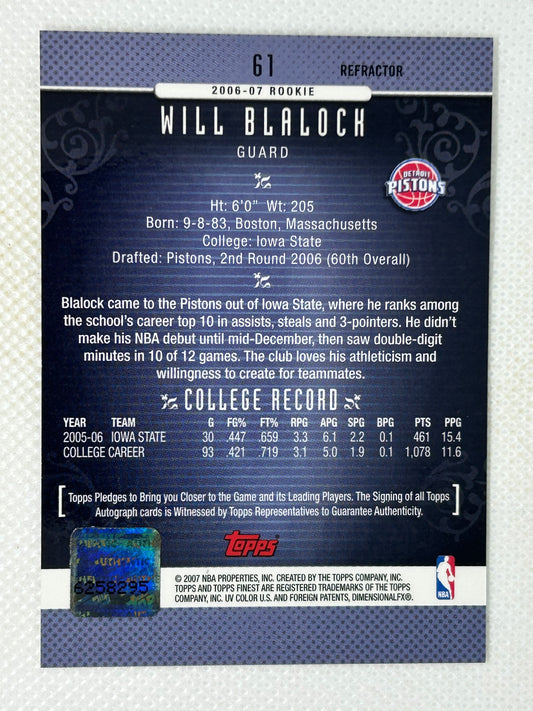 61
REFRACTOR
2006-07 ROOKIE
WILL BLALOCK
GUARD
DETROIT
PISTONS
Ht: 6'0" Wt: 205
Born: 9-8-83, Boston, Massachusetts
College: Iowa State
Drafted: Pistons, 2nd Round 2006 (60th Overall)
Blalock came to the Pistons out of Iowa State, where he ranks among
the school's career top 10 in assists, steals and 3-pointers. He didn't
make his NBA debut until mid-December, then saw double-digit
minutes in 10 of 12 games. The club loves his athleticism and
willingness to create for teammates.
COLLEGE RECORD
YEAR TEAM G FG% FT% RPG APG SPG BPG PTS PPG
2005-06 IOWA STATE 30 .447 .659 3.3 6.1 2.2 0.1 461 15.4
COLLEGE CAREER 93 .421 .719 3.1 5.0 1.9 0.1 1,078 11.6
Topps Pledges to Bring you Closer to the Game and its Leading Players. The Signing of all Topps
Autograph cards is Witnessed by Topps Representatives to Guarantee Authenticity.
Topps
6258295
© 2007 NBA PROPERTIES, INC. CREATED BY THE TOPPS COMPANY, INC.
TOPPS AND TOPPS FINEST ARE REGISTERED TRADEMARKS OF THE TOPPS
COMPANY, INC. UV COLOR U.S. AND FOREIGN PATENTS, DIMENSIONALFX®.
NBA